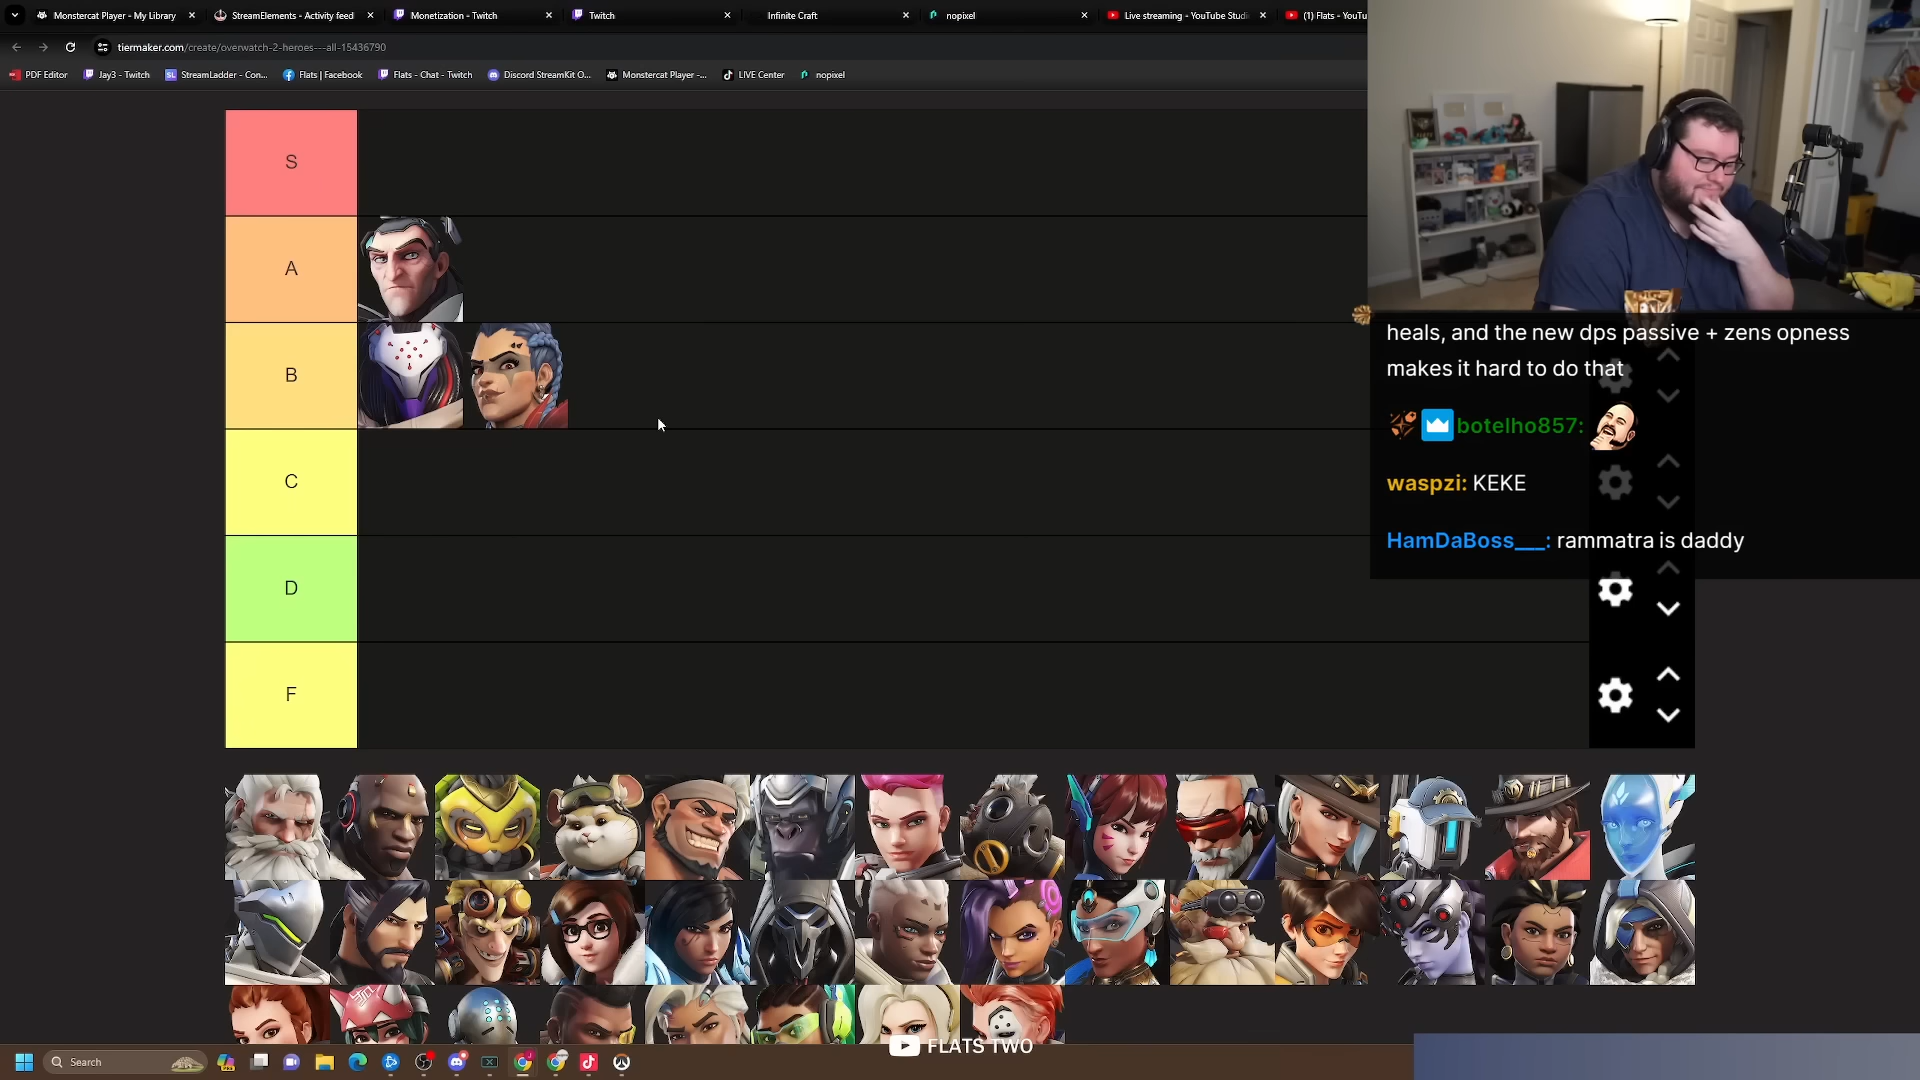 Monstercat Player - My Library
StreamElements - Activity feed
Monetization - Twitch
Twitch
Infinite Craft
nopixel
Live streaming - YouTube Studi
(1) Flats - YouTu
tiermaker.com/create/overwatch-2-heroes---all-15436790
PDF Editor
Jay3 - Twitch
StreamLadder - Con...
Flats | Facebook
Flats - Chat - Twitch
Discord StreamKit O...
Monstercat Player -...
LIVE Center
nopixel
S
A
B
C
D
F
heals, and the new dps passive + zens opness
makes it hard to do that
botelho857:
waspzi: KEKE
HamDaBoss___: rammatra is daddy
FLATS TWO
Search